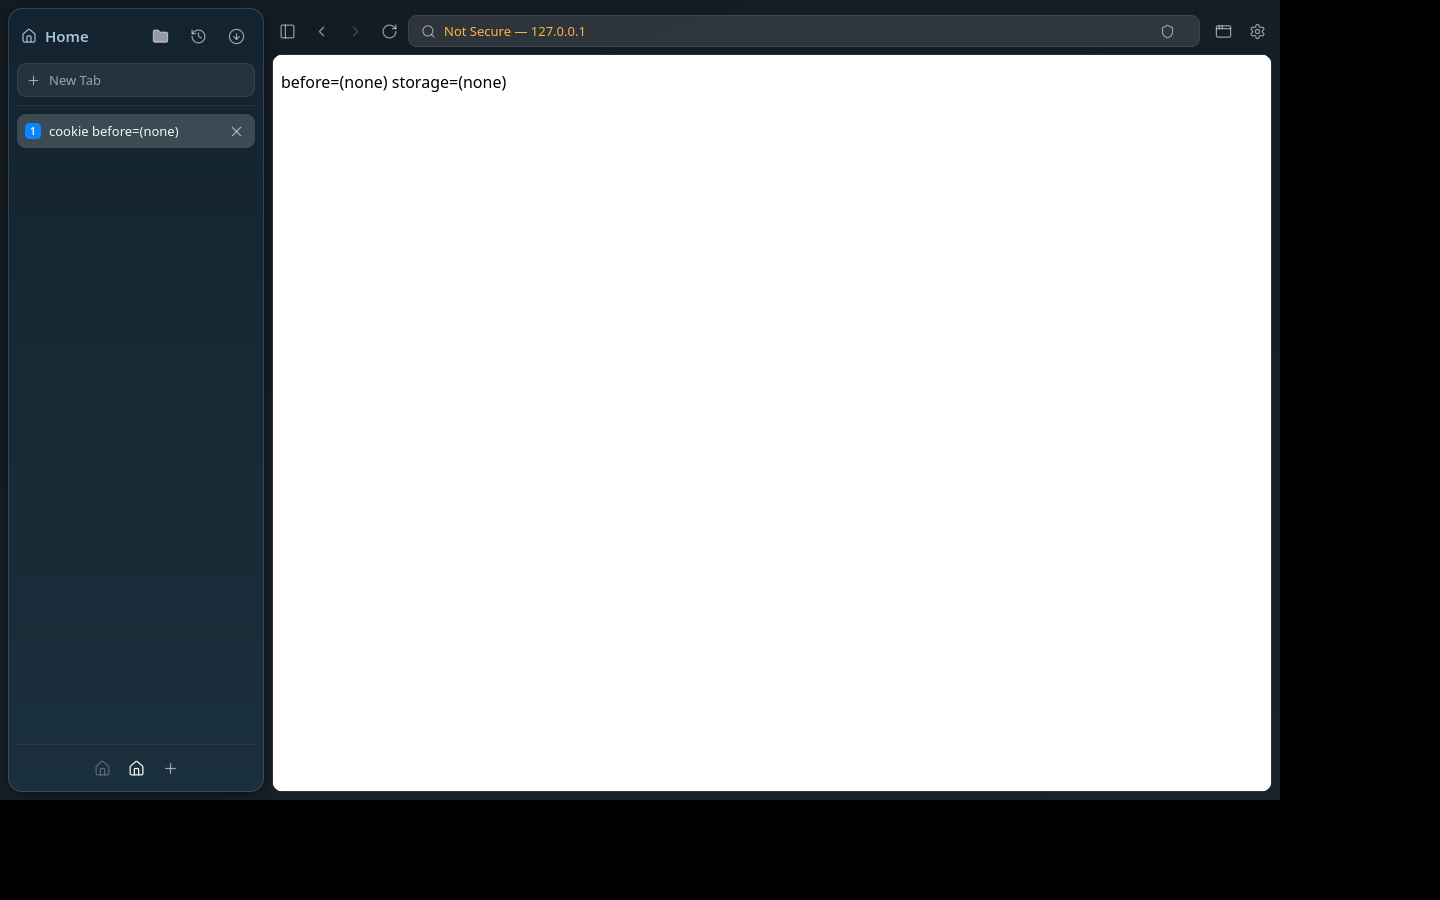 Home
New Tab
1 cookie before=(none)
Not Secure — 127.0.0.1
before=(none) storage=(none)